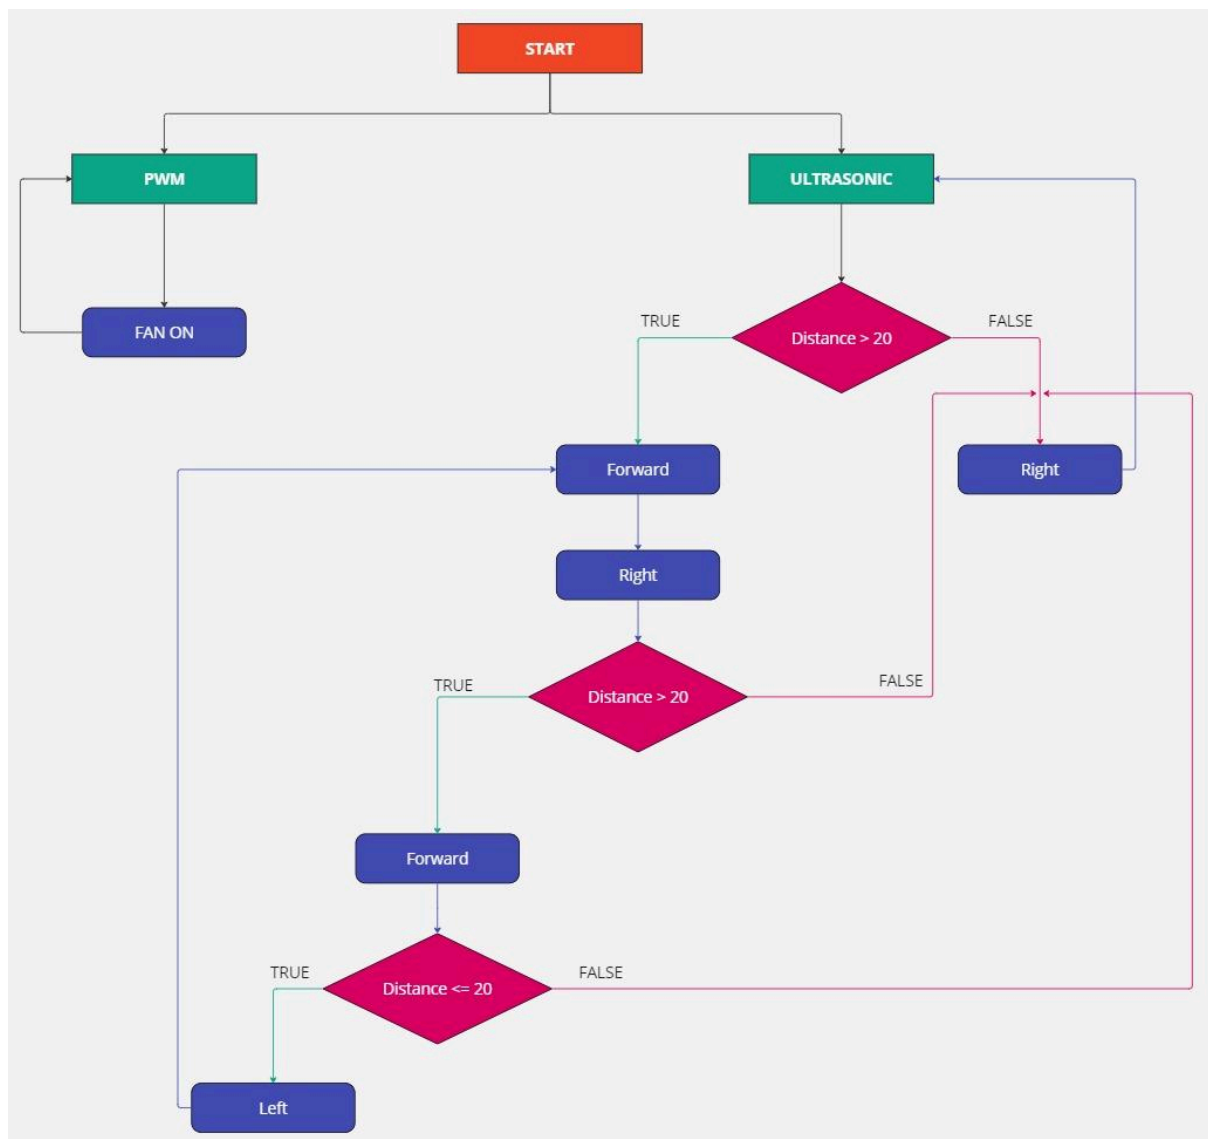 START
PWM
ULTRASONIC
FAN ON
TRUE
FALSE
Distance > 20
Forward
Right
Right
TRUE
FALSE
Distance > 20
Forward
TRUE
FALSE
Distance <= 20
Left